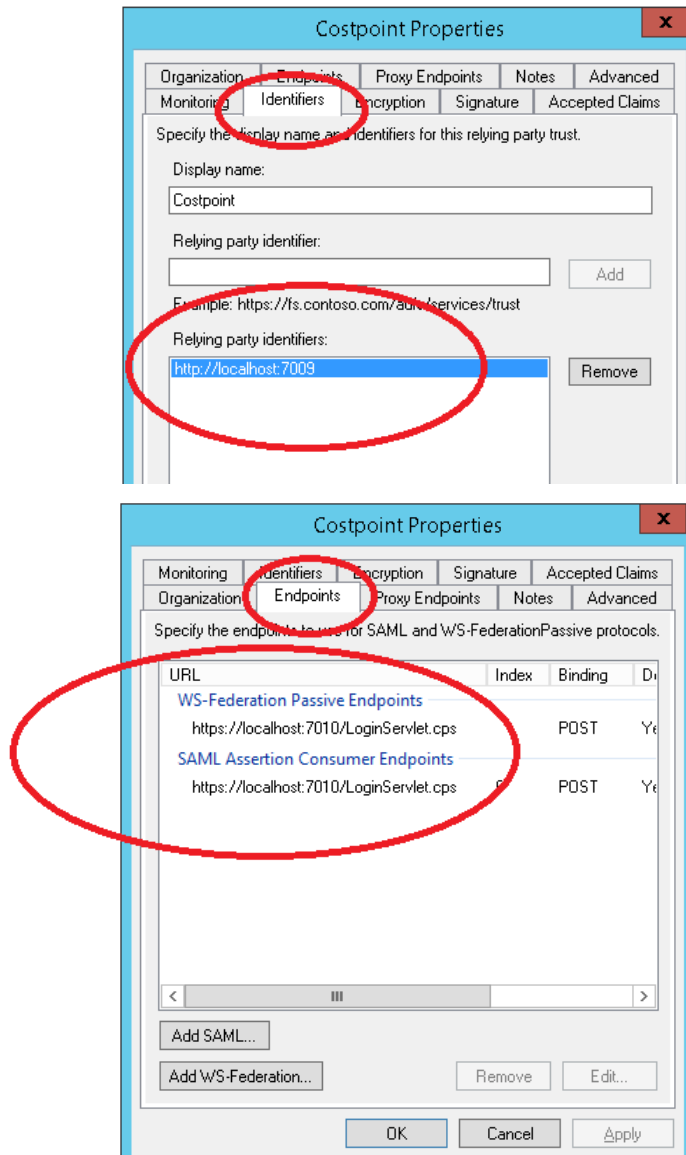 Costpoint Properties
x
Organization Endpoints Proxy Endpoints Notes Advanced
Monitoring Identifiers Encryption Signature Accepted Claims
Specify the display name and identifiers for this relying party trust.
Display name:
Costpoint
Relying party identifier:
Add
Example: https://fs.contoso.com/adfs/services/trust
Relying party identifiers:
http://localhost:7009
Remove
Costpoint Properties
x
Monitoring Identifiers Encryption Signature Accepted Claims
Organization Endpoints Proxy Endpoints Notes Advanced
Specify the endpoints to use for SAML and WS-FederationPassive protocols.
URL Index Binding
WS-Federation Passive Endpoints
https://localhost:7010/LoginServlet.cps POST
SAML Assertion Consumer Endpoints
https://localhost:7010/LoginServlet.cps POST
Add SAML...
Add WS-Federation...
Remove
Edit...
OK
Cancel
Apply